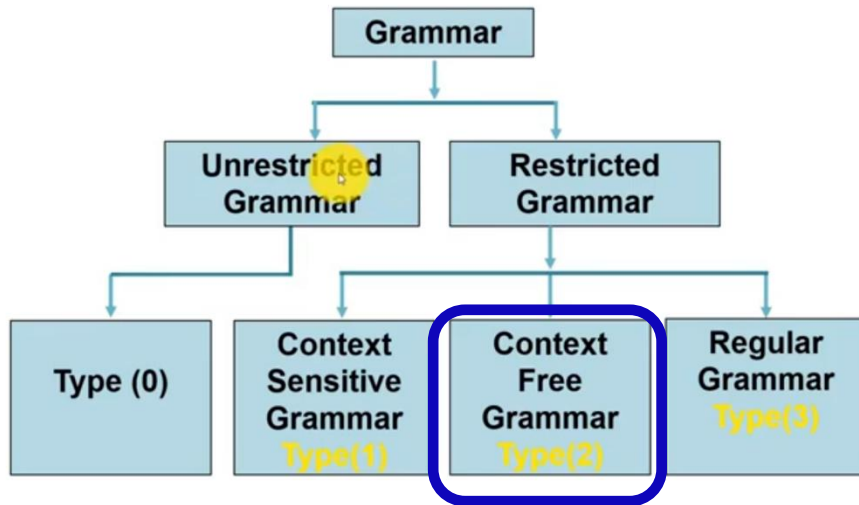 Grammar
Unrestricted
Grammar
Restricted
Grammar
Type (0)
Context
Sensitive
Grammar
Type(1)
Context
Free
Grammar
Type(2)
Regular
Grammar
Type(3)